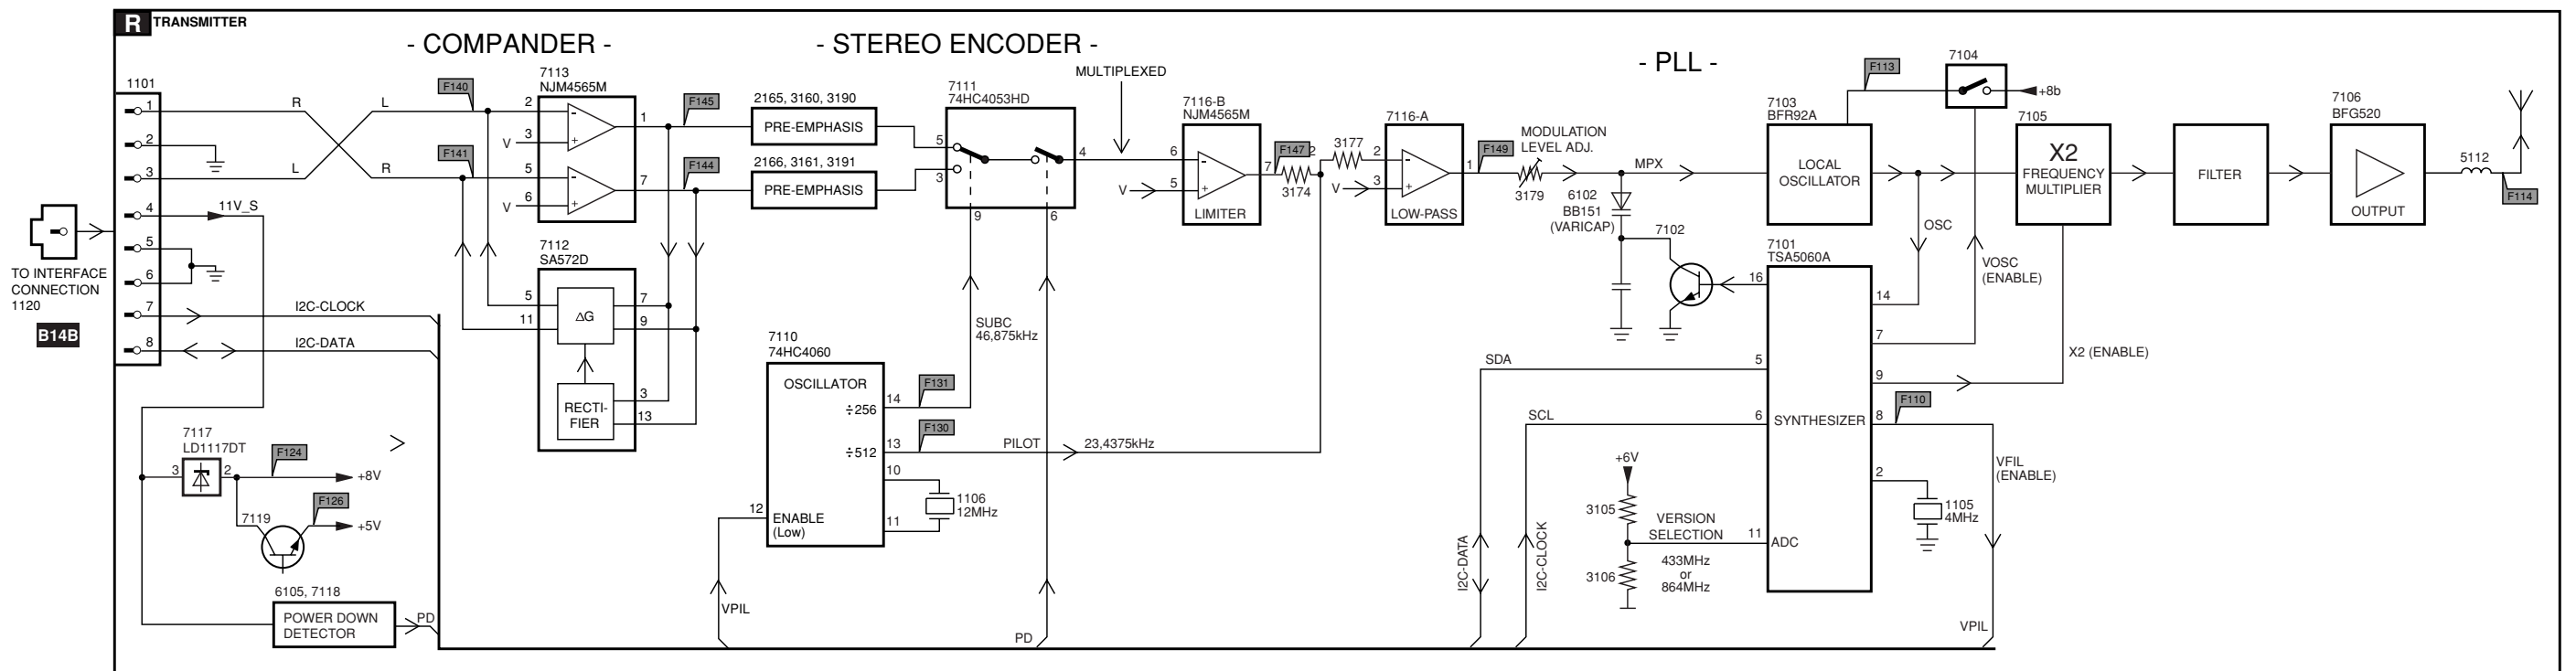 R TRANSMITTER
- COMPANDER -
- STEREO ENCODER -
- PLL -
1101
1
2
3
4
5
6
7
8
R
L
L
R
11V_S
TO INTERFACE
CONNECTION
1120
B14B
I2C-CLOCK
I2C-DATA
F140
F141
7113
NJM4565M
2
3
5
6
1
7
V
V
-
+
-
+
F145
F144
7112
SA572D
5
11
ΔG
7
9
RECTI-
FIER
3
13
2165, 3160, 3190
PRE-EMPHASIS
2166, 3161, 3191
PRE-EMPHASIS
7111
74HC4053HD
5
3
4
9
6
MULTIPLEXED
SUBC
46,875kHz
7110
74HC4060
OSCILLATOR
÷256
÷512
14
13
10
11
12
ENABLE
(Low)
F131
F130
PILOT
23,4375kHz
1106
12MHz
VPIL
PD
7116-B
NJM4565M
6
5
7
V
-
+
LIMITER
F147
2
3174
3177
7116-A
2
3
1
V
-
+
LOW-PASS
F149
MODULATION
LEVEL ADJ.
3179
MPX
6102
BB151
(VARICAP)
7102
7103
BFR92A
LOCAL
OSCILLATOR
F113
7104
+8b
7105
X2
FREQUENCY
MULTIPLIER
FILTER
7106
BFG520
OUTPUT
5112
F114
OSC
VOSC
(ENABLE)
X2 (ENABLE)
7101
TSA5060A
16
14
7
5
9
6
SYNTHESIZER
8
2
11
ADC
SDA
SCL
F110
VFIL
(ENABLE)
1105
4MHz
+6V
3105
3106
VERSION
SELECTION
433MHz
or
864MHz
I2C-DATA
I2C-CLOCK
VPIL
7117
LD1117DT
3
2
F124
+8V
F126
+5V
7119
6105, 7118
POWER DOWN
DETECTOR
PD